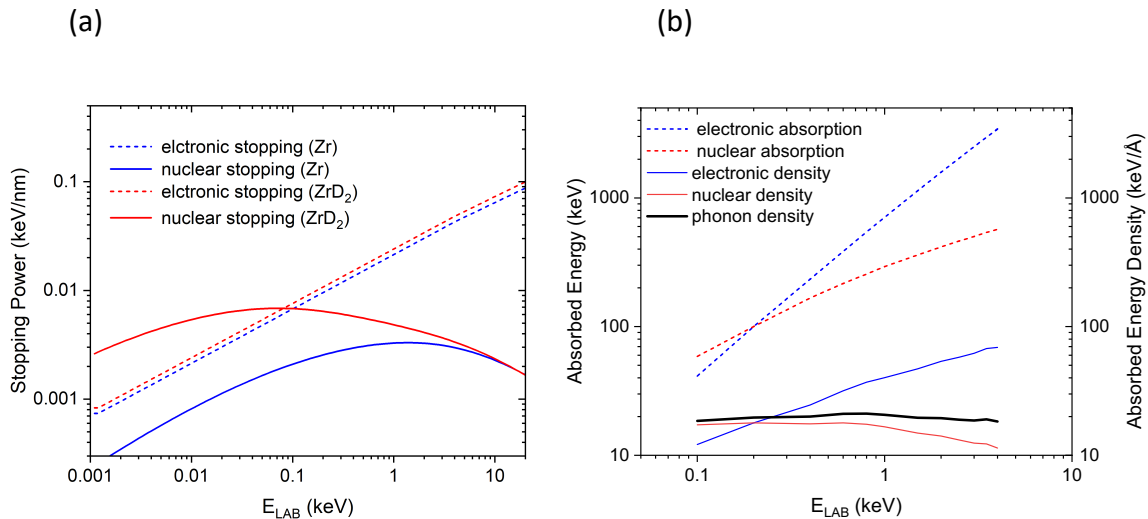 (a)
(b)
elctronic stopping (Zr)
nuclear stopping (Zr)
elctronic stopping (ZrD2)
nuclear stopping (ZrD2)
Stopping Power (keV/nm)
0.1
0.01
0.001
0.001 0.01 0.1 1 10
E_LAB (keV)
electronic absorption
nuclear absorption
electronic density
nuclear density
phonon density
Absorbed Energy (keV)
1000
100
10
0.1 1 10
E_LAB (keV)
1000
100
10
Absorbed Energy Density (keV/Å)